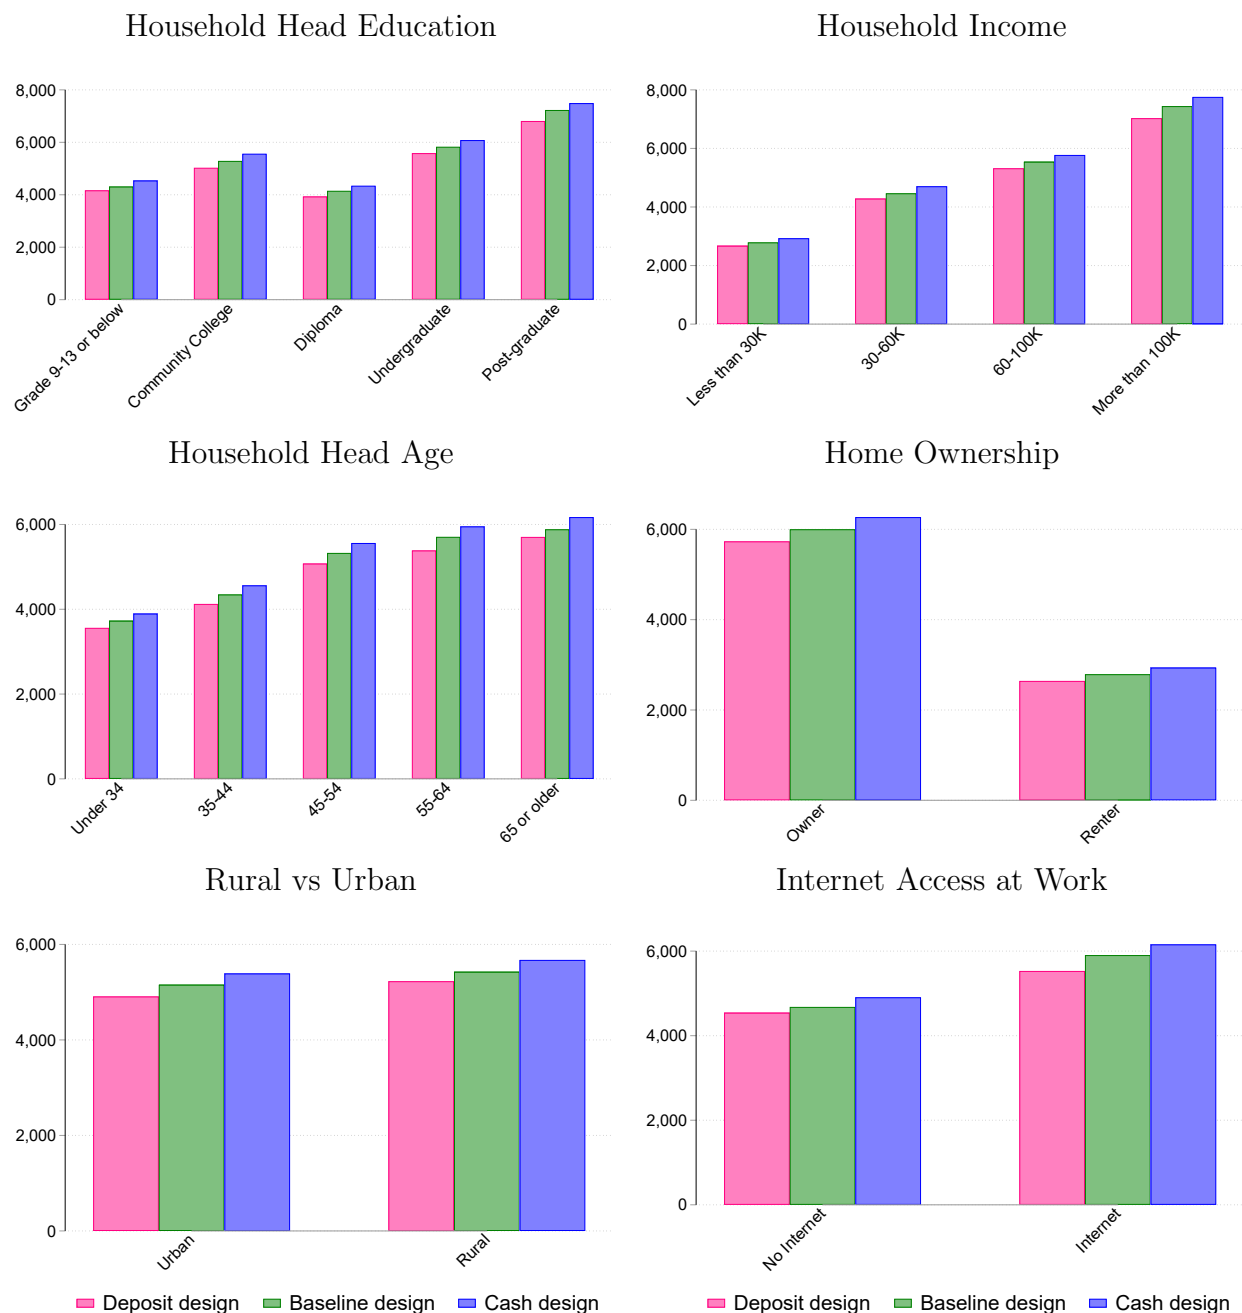 Household Head Education
8,000
6,000
4,000
2,000
0
Grade 9-13 or below
Community College
Diploma
Undergraduate
Post-graduate
Household Income
8,000
6,000
4,000
2,000
0
Less than 30K
30-60K
60-100K
More than 100K
Household Head Age
6,000
4,000
2,000
0
Under 34
35-44
45-54
55-64
65 or older
Home Ownership
6,000
4,000
2,000
0
Owner
Renter
Rural vs Urban
6,000
4,000
2,000
0
Urban
Rural
Deposit design Baseline design Cash design
Internet Access at Work
6,000
4,000
2,000
0
No Internet
Internet
Deposit design Baseline design Cash design